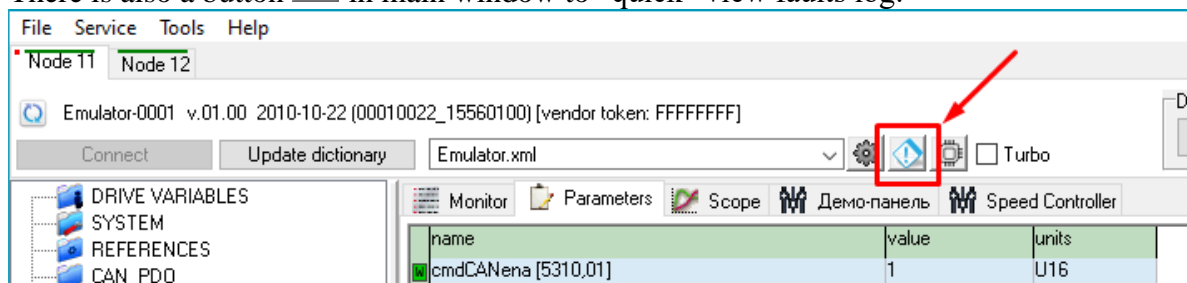 There is also a button in main window to "quick" view faults log:
File Service Tools Help
Node 11 Node 12
Emulator-0001 v.01.00 2010-10-22 (00010022_15560100) [vendor token: FFFFFFFF]
D
Connect Update dictionary Emulator.xml Turbo
DRIVE VARIABLES
SYSTEM
REFERENCES
CAN PDO
Monitor Parameters Scope Демо-панель Speed Controller
name value units
cmdCANena [5310,01] 1 U16